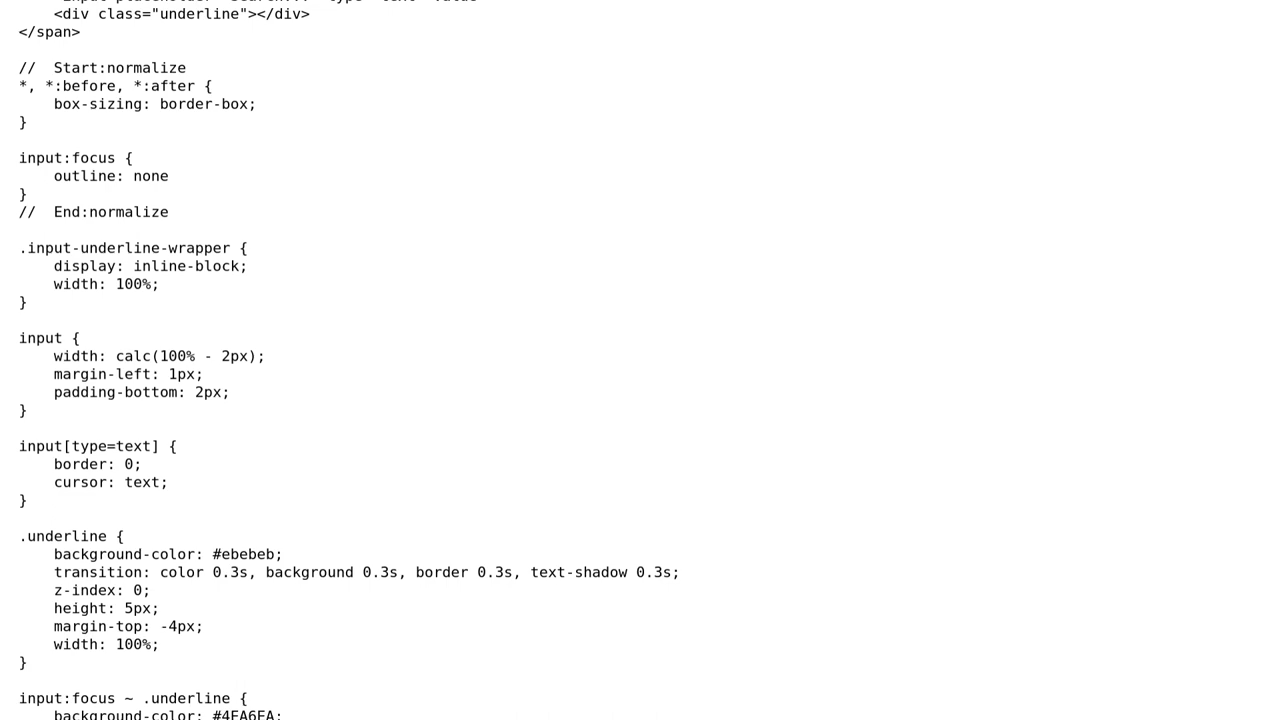 <div class="underline"></div>
</span>

//  Start:normalize
*, *:before, *:after {
    box-sizing: border-box;
}

input:focus {
    outline: none
}
//  End:normalize

.input-underline-wrapper {
    display: inline-block;
    width: 100%;
}

input {
    width: calc(100% - 2px);
    margin-left: 1px;
    padding-bottom: 2px;
}

input[type=text] {
    border: 0;
    cursor: text;
}

.underline {
    background-color: #ebebeb;
    transition: color 0.3s, background 0.3s, border 0.3s, text-shadow 0.3s;
    z-index: 0;
    height: 5px;
    margin-top: -4px;
    width: 100%;
}

input:focus ~ .underline {
    background-color: #4EA6EA;